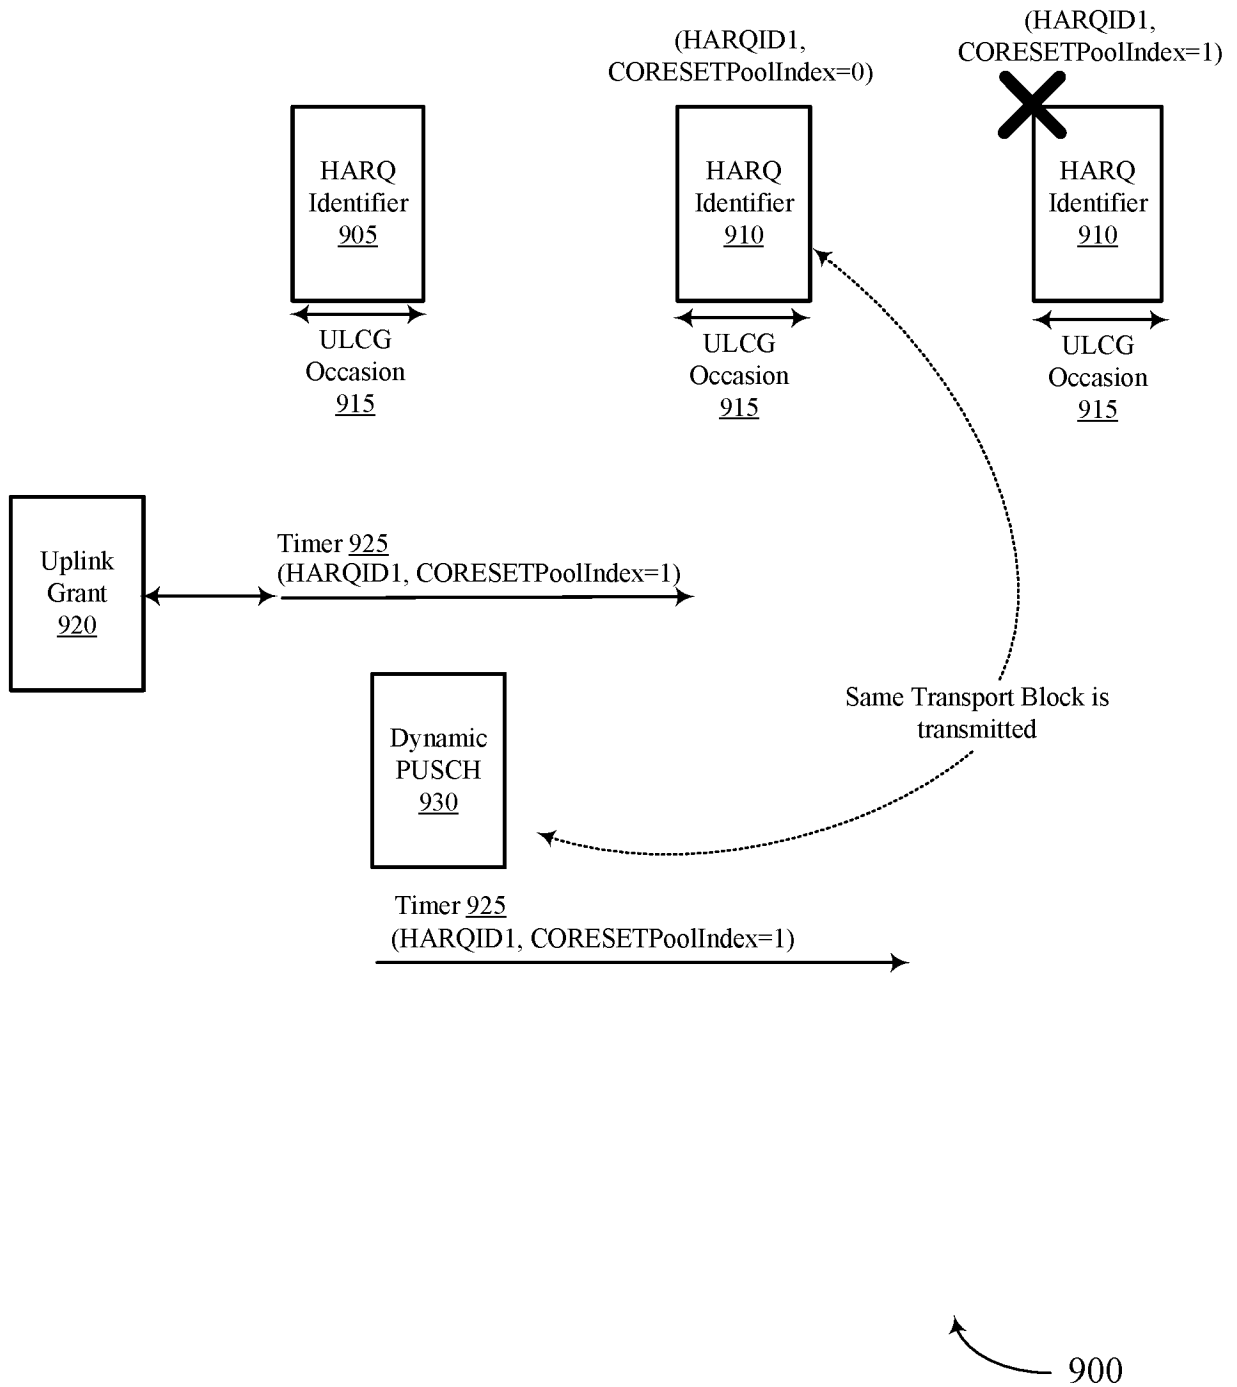 (HARQID1,
CORESETPoolIndex=0)
(HARQID1,
CORESETPoolIndex=1)
HARQ
Identifier
905
HARQ
Identifier
910
HARQ
Identifier
910
ULCG
Occasion
915
ULCG
Occasion
915
ULCG
Occasion
915
Uplink
Grant
920
Timer 925
(HARQID1, CORESETPoolIndex=1)
Dynamic
PUSCH
930
Same Transport Block is
transmitted
Timer 925
(HARQID1, CORESETPoolIndex=1)
900